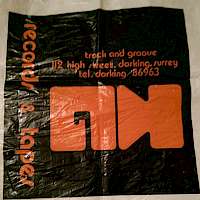 track and groove
112 high street, dorking, surrey
tel. dorking 86963
records & tapes